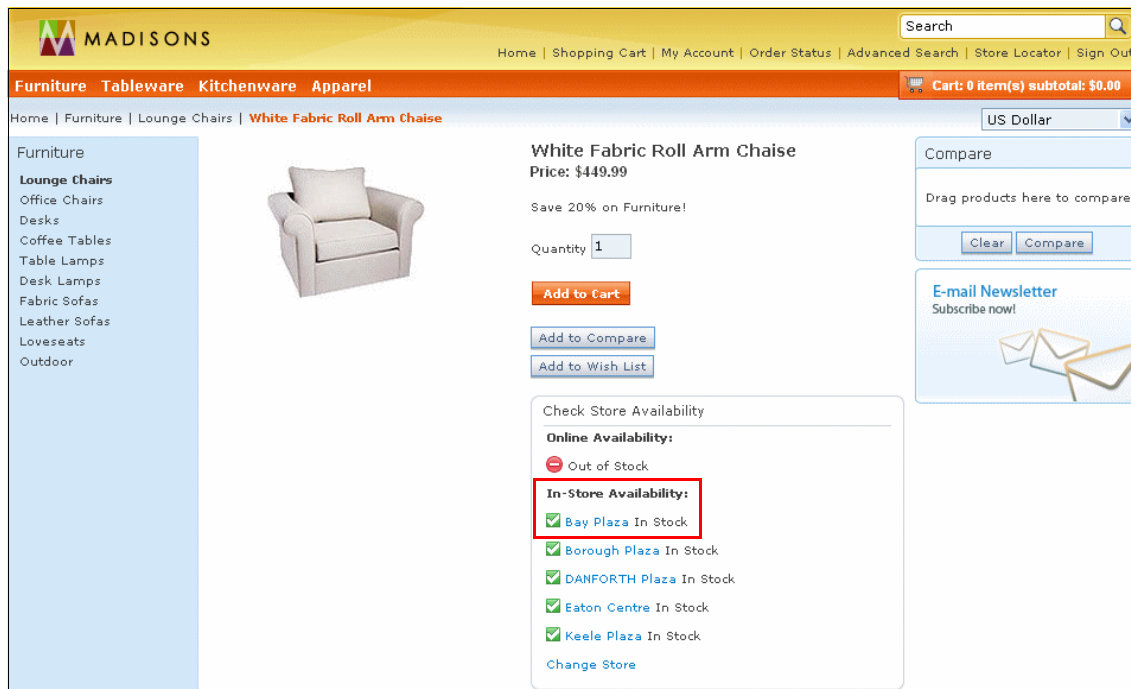 MADISONS
Search
Home | Shopping Cart | My Account | Order Status | Advanced Search | Store Locator | Sign Out
Furniture Tableware Kitchenware Apparel
Cart: 0 item(s) subtotal: $0.00
Home | Furniture | Lounge Chairs | White Fabric Roll Arm Chaise
US Dollar
Furniture
Lounge Chairs
Office Chairs
Desks
Coffee Tables
Table Lamps
Desk Lamps
Fabric Sofas
Leather Sofas
Loveseats
Outdoor
White Fabric Roll Arm Chaise
Price: $449.99
Save 20% on Furniture!
Quantity 1
Add to Cart
Add to Compare
Add to Wish List
Check Store Availability
Online Availability:
Out of Stock
In-Store Availability:
Bay Plaza In Stock
Borough Plaza In Stock
DANFORTH Plaza In Stock
Eaton Centre In Stock
Keele Plaza In Stock
Change Store
Compare
Drag products here to compare
Clear Compare
E-mail Newsletter
Subscribe now!